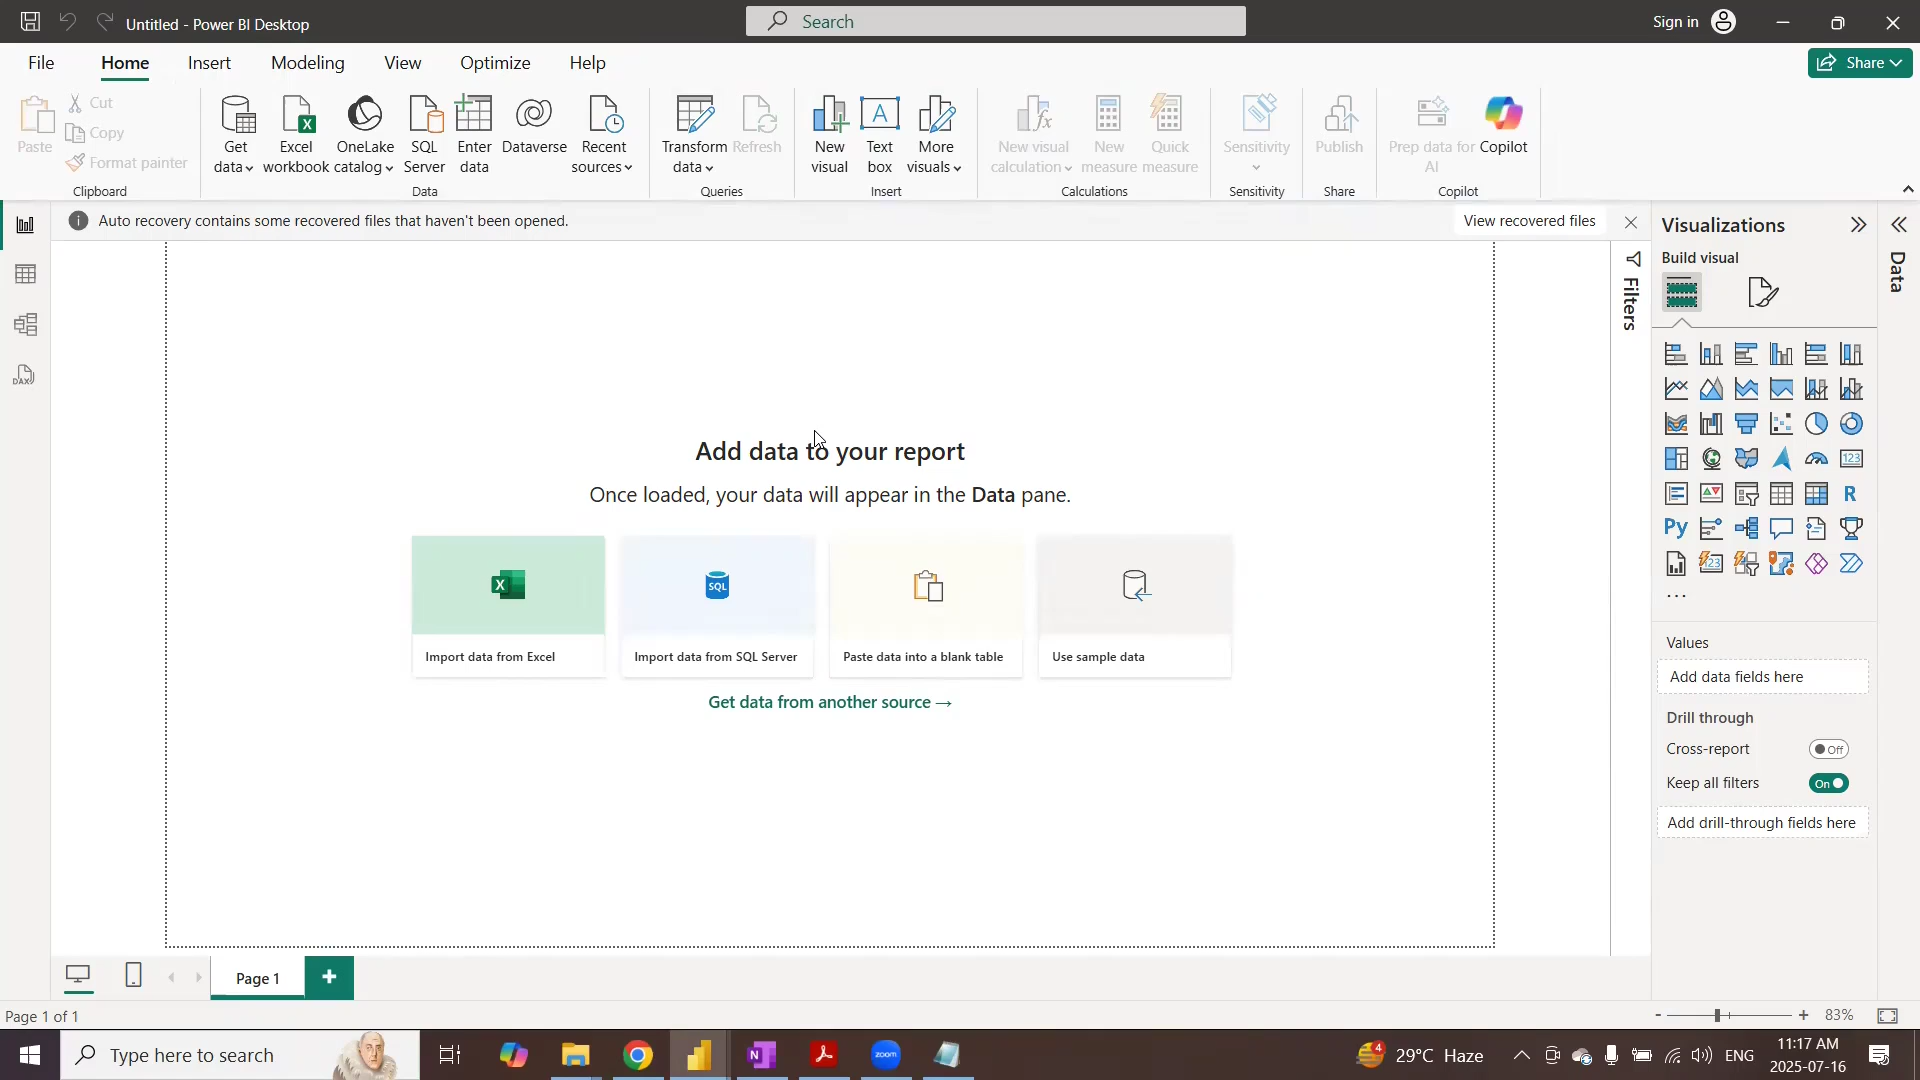 Untitled - Power BI Desktop
Search
Sign in
File
Home
Insert
Modeling
View
Optimize
Help
Share
Paste
Cut
Copy
Format painter
Clipboard
Get data
Excel workbook
OneLake catalog
SQL Server
Enter data
Dataverse
Recent sources
Data
Transform data
Refresh
Queries
New visual
Text box
More visuals
Insert
New visual calculation
New measure
Quick measure
Calculations
Sensitivity
Sensitivity
Publish
Share
Prep data for AI
Copilot
Copilot
Auto recovery contains some recovered files that haven't been opened.
View recovered files
DAX
Add data to your report
Once loaded, your data will appear in the Data pane.
X
SQL
Import data from Excel
Import data from SQL Server
Paste data into a blank table
Use sample data
Get data from another source →
Filters
Visualizations
Build visual
123
R
Py
123
...
Values
Add data fields here
Drill through
Cross-report
Off
Keep all filters
On
Add drill-through fields here
Data
Page 1
Page 1 of 1
- + 83%
Type here to search
N
zoom
4
29°C Haze
ENG
11:17 AM
2025-07-16